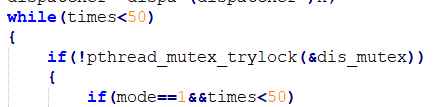 while(times<50)
{
if(!pthread_mutex_trylock(&dis_mutex))
{
if(mode==1&&times<50)